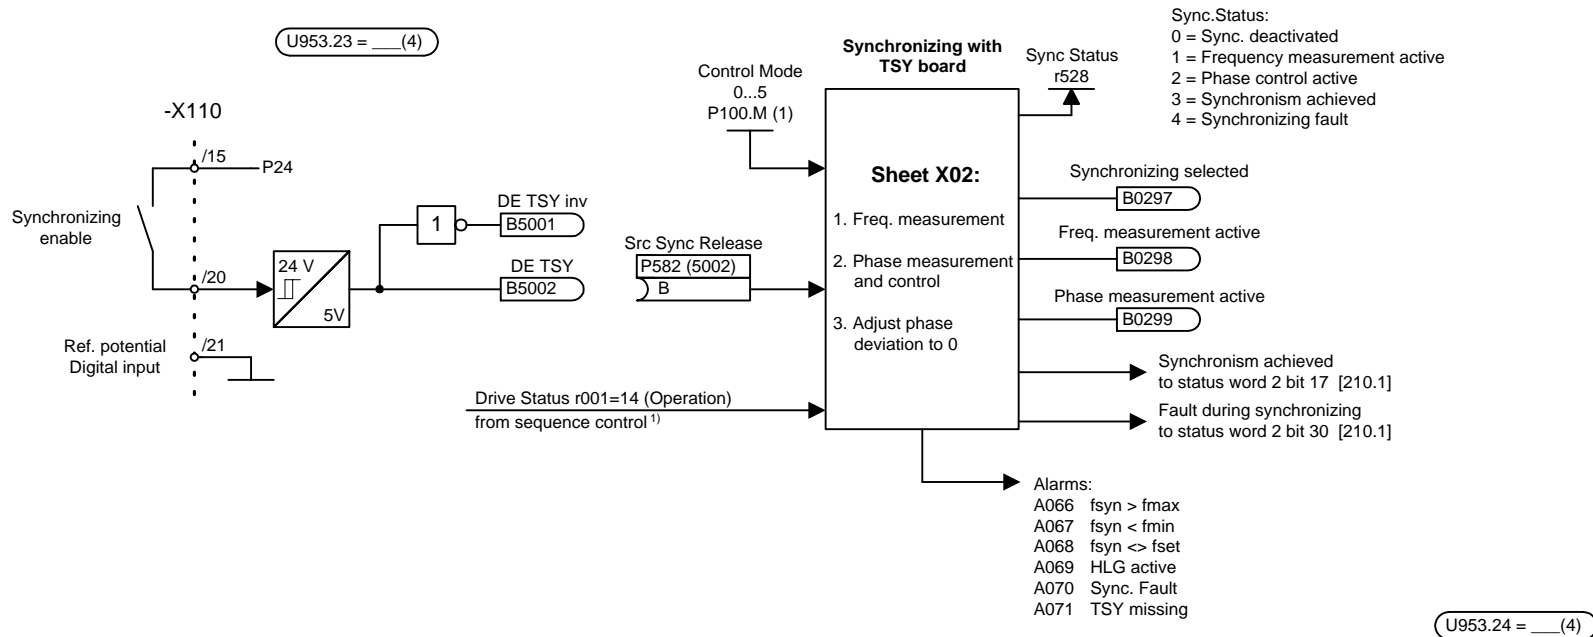 U953.23 = ___(4)
-X110
/15
P24
Synchronizing
enable
/20
24 V
5V
/21
Ref. potential
Digital input
1
DE TSY inv
B5001
DE TSY
B5002
Control Mode
0...5
P100.M (1)
Src Sync Release
P582 (5002)
B
Drive Status r001=14 (Operation)
from sequence control 1)
Synchronizing with
TSY board
Sheet X02:
1. Freq. measurement
2. Phase measurement
and control
3. Adjust phase
deviation to 0
Sync Status
r528
Sync.Status:
0 = Sync. deactivated
1 = Frequency measurement active
2 = Phase control active
3 = Synchronism achieved
4 = Synchronizing fault
Synchronizing selected
B0297
Freq. measurement active
B0298
Phase measurement active
B0299
Synchronism achieved
to status word 2 bit 17 [210.1]
Fault during synchronizing
to status word 2 bit 30 [210.1]
Alarms:
A066 fsyn > fmax
A067 fsyn < fmin
A068 fsyn <> fset
A069 HLG active
A070 Sync. Fault
A071 TSY missing
U953.24 = ___(4)